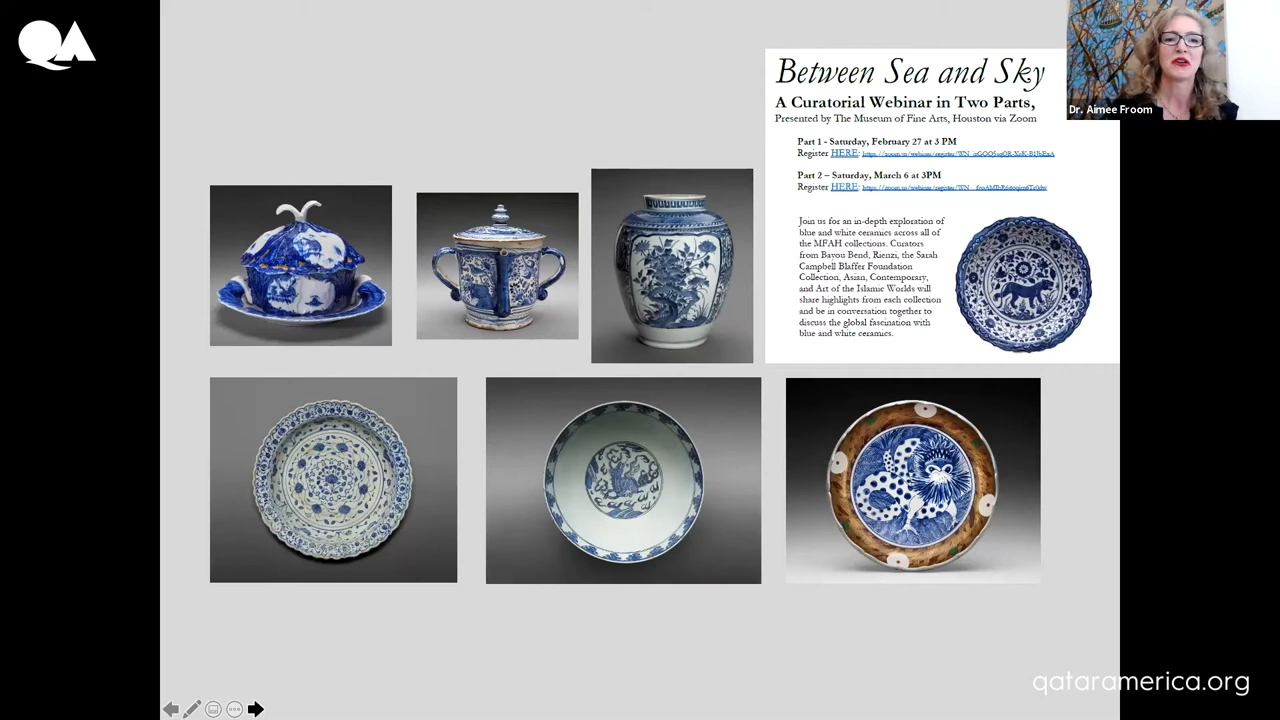 QA
Between Sea and Sky
A Curatorial Webinar in Two Parts,
Presented by The Museum of Fine Arts, Houston via Zoom
Part 1 - Saturday, February 27 at 3 PM
Register HERE:
Part 2 – Saturday, March 6 at 3PM
Register HERE:
Join us for an in-depth exploration of
blue and white ceramics across all of
the MFAH collections. Curators
from Bayou Bend, Rienzi, the Sarah
Campbell Blaffer Foundation
Collection, Asian, Contemporary,
and Art of the Islamic Worlds will
share highlights from each collection
and be in conversation together to
discuss the global fascination with
blue and white ceramics.
Dr. Aimee Froom
qataramerica.org